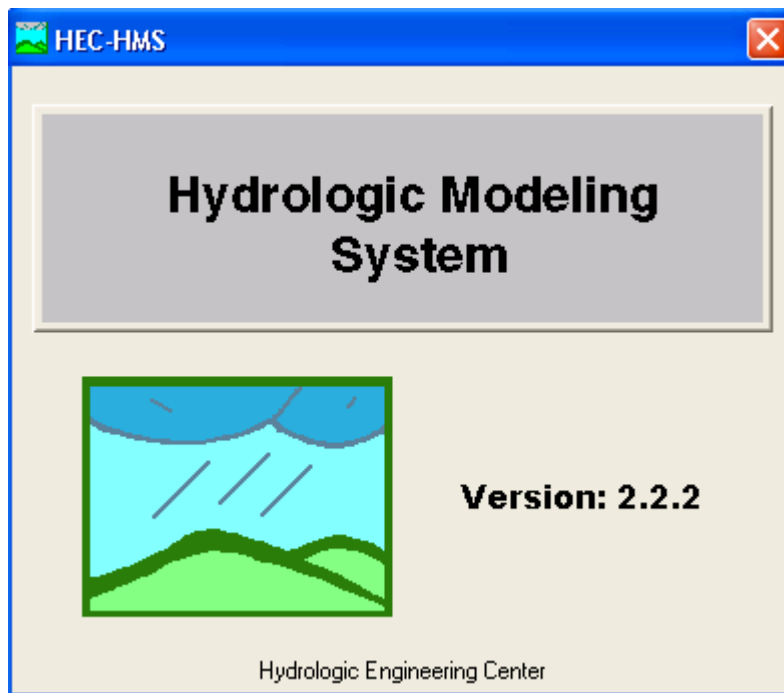 HEC-HMS
Hydrologic Modeling
System
Version: 2.2.2
Hydrologic Engineering Center